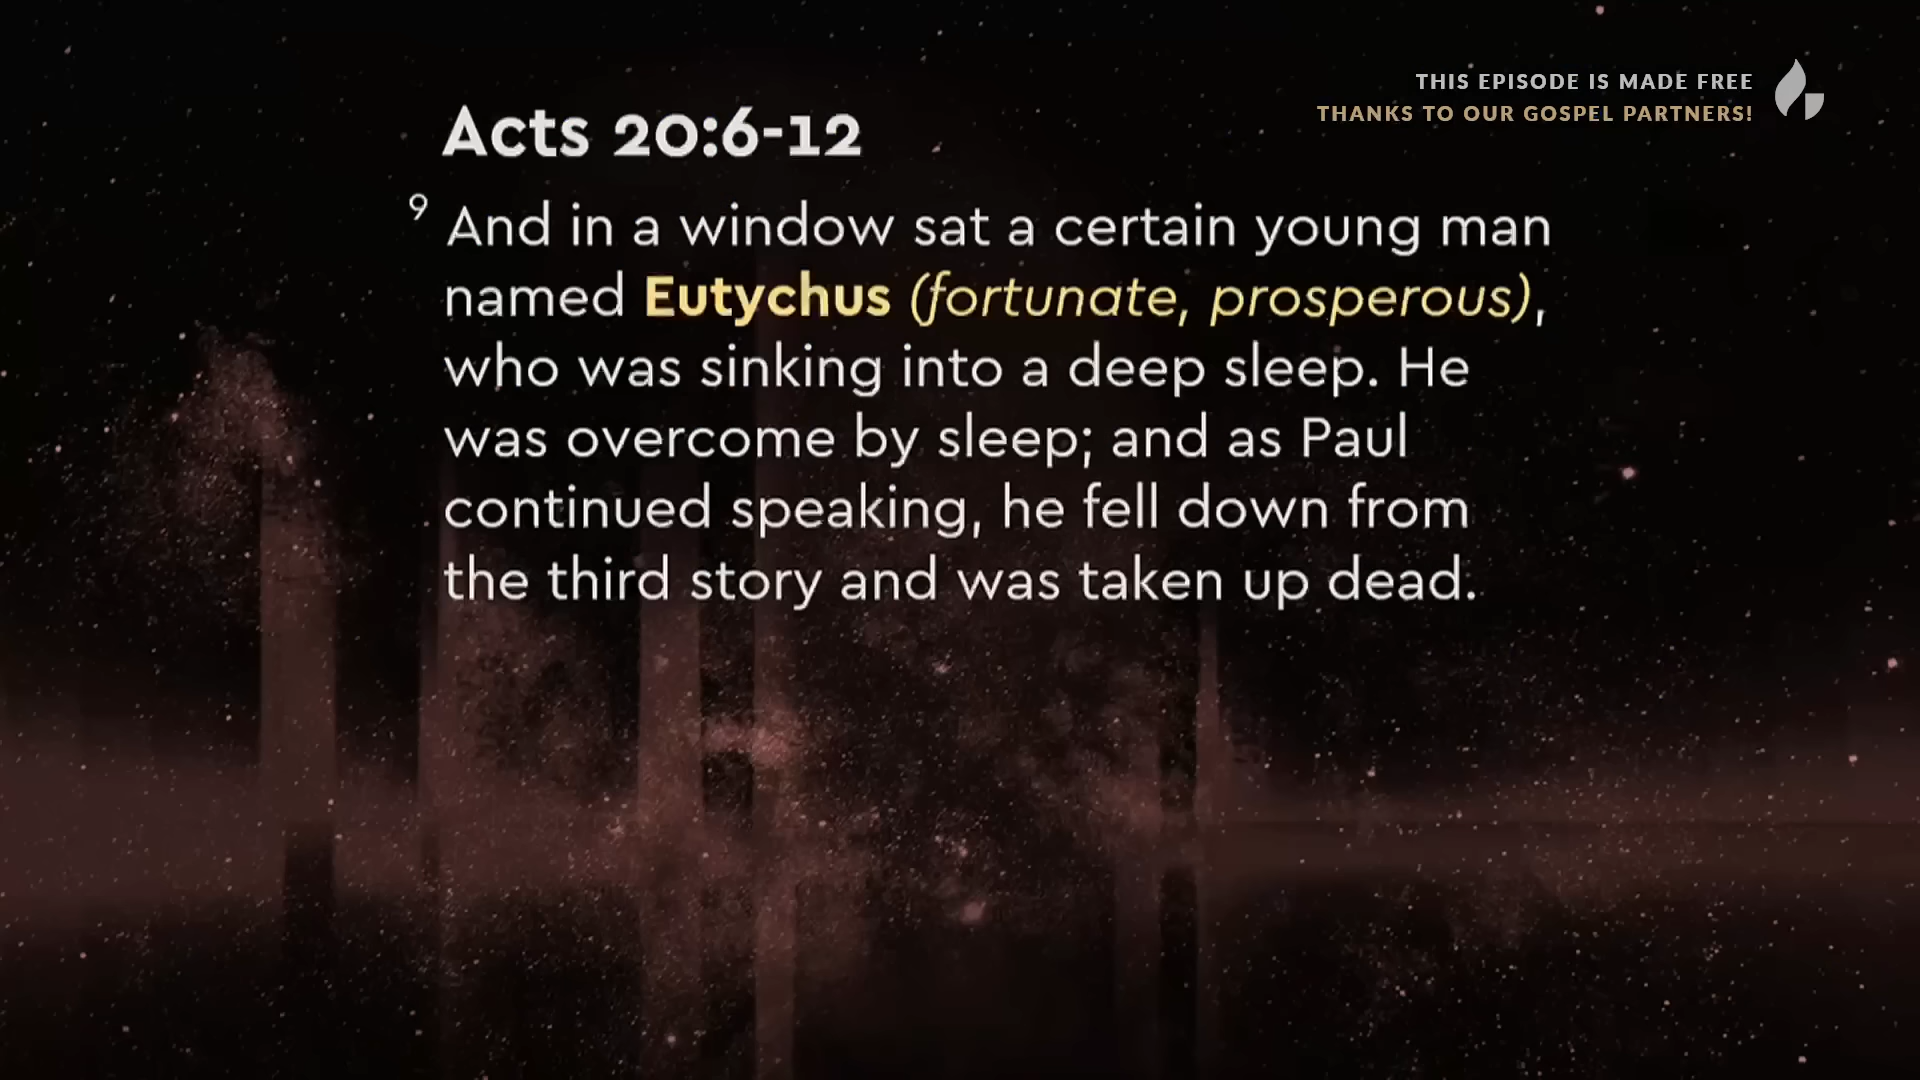 THIS EPISODE IS MADE FREE
THANKS TO OUR GOSPEL PARTNERS!
Acts 20:6-12
9 And in a window sat a certain young man
named Eutychus (fortunate, prosperous),
who was sinking into a deep sleep. He
was overcome by sleep; and as Paul
continued speaking, he fell down from
the third story and was taken up dead.